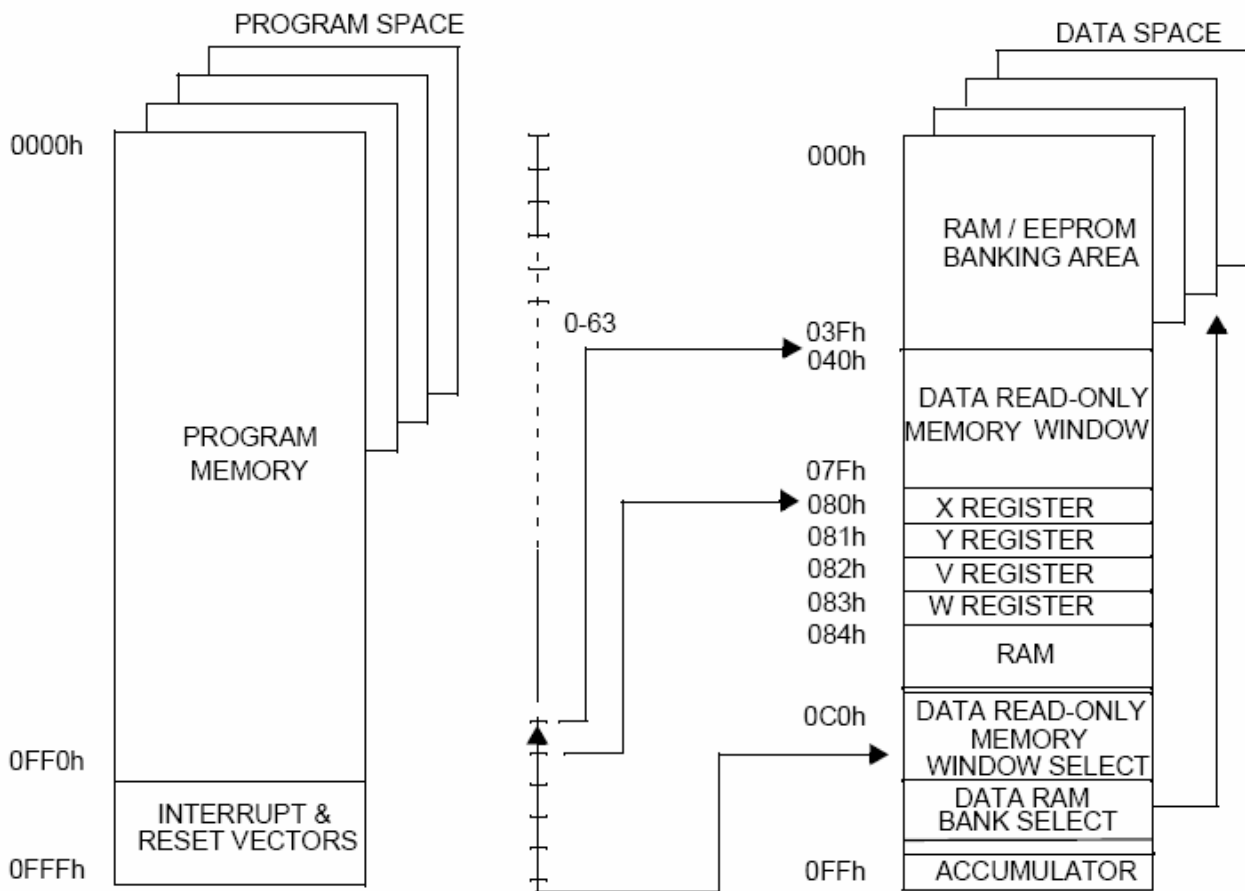 PROGRAM SPACE
0000h
PROGRAM
MEMORY
0FF0h
INTERRUPT &
RESET VECTORS
0FFFh
0-63
DATA SPACE
000h
RAM / EEPROM
BANKING AREA
03Fh
040h
DATA READ-ONLY
MEMORY WINDOW
07Fh
080h
X REGISTER
081h
Y REGISTER
082h
V REGISTER
083h
W REGISTER
084h
RAM
0C0h
DATA READ-ONLY
MEMORY
WINDOW SELECT
DATA RAM
BANK SELECT
0FFh
ACCUMULATOR